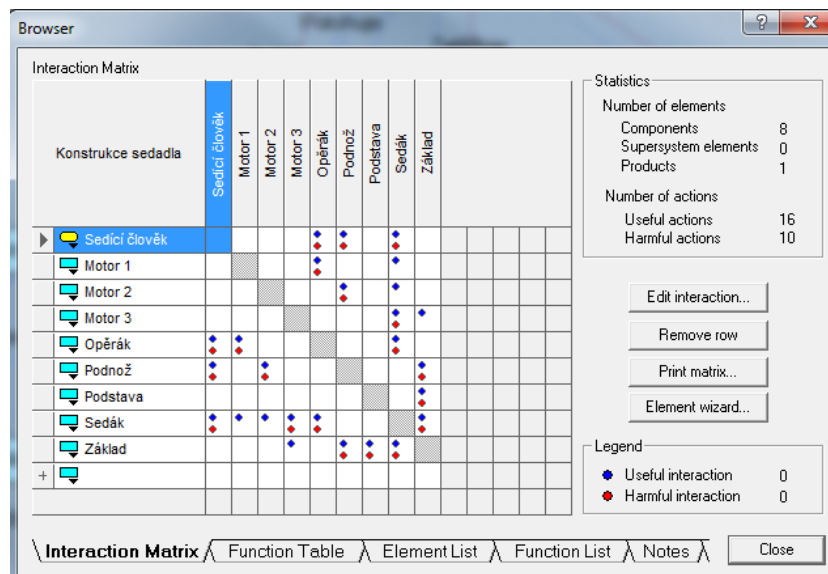 Browser
Interaction Matrix
Konstrukce sedadla
Sedící člověk
Motor 1
Motor 2
Motor 3
Opěrák
Podnož
Podstava
Sedák
Základ
Sedící člověk
Motor 1
Motor 2
Motor 3
Opěrák
Podnož
Podstava
Sedák
Základ
Statistics
Number of elements
Components 8
Supersystem elements 0
Products 1
Number of actions
Useful actions 16
Harmful actions 10
Edit interaction...
Remove row
Print matrix...
Element wizard...
Legend
Useful interaction 0
Harmful interaction 0
Interaction Matrix Function Table Element List Function List Notes
Close